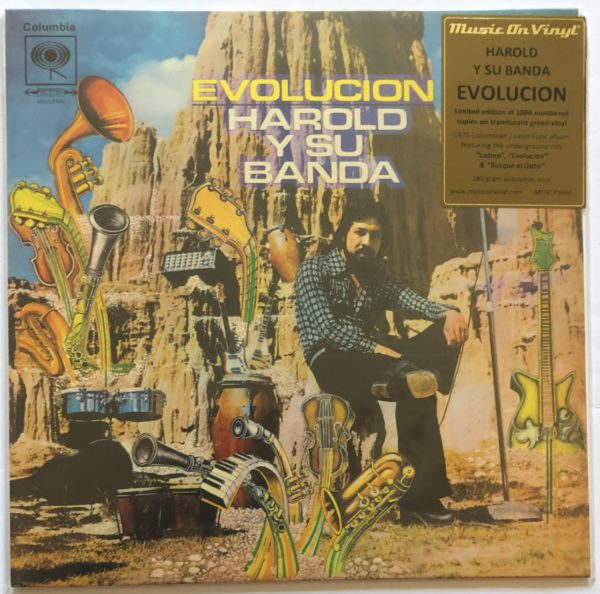 Columbia
STEREO
EVOLUCION
HAROLD
Y SU
BANDA
Music On Vinyl
HAROLD
Y SU BANDA
EVOLUCION
Limited edition of 1000 numbered
copies on translucent green vinyl
1975 Colombian / Latin Funk album
featuring the underground hits
"Latino", "Evolucion"
& "Busque el Gato"
180 gram audiophile vinyl
www.musiconvinyl.com